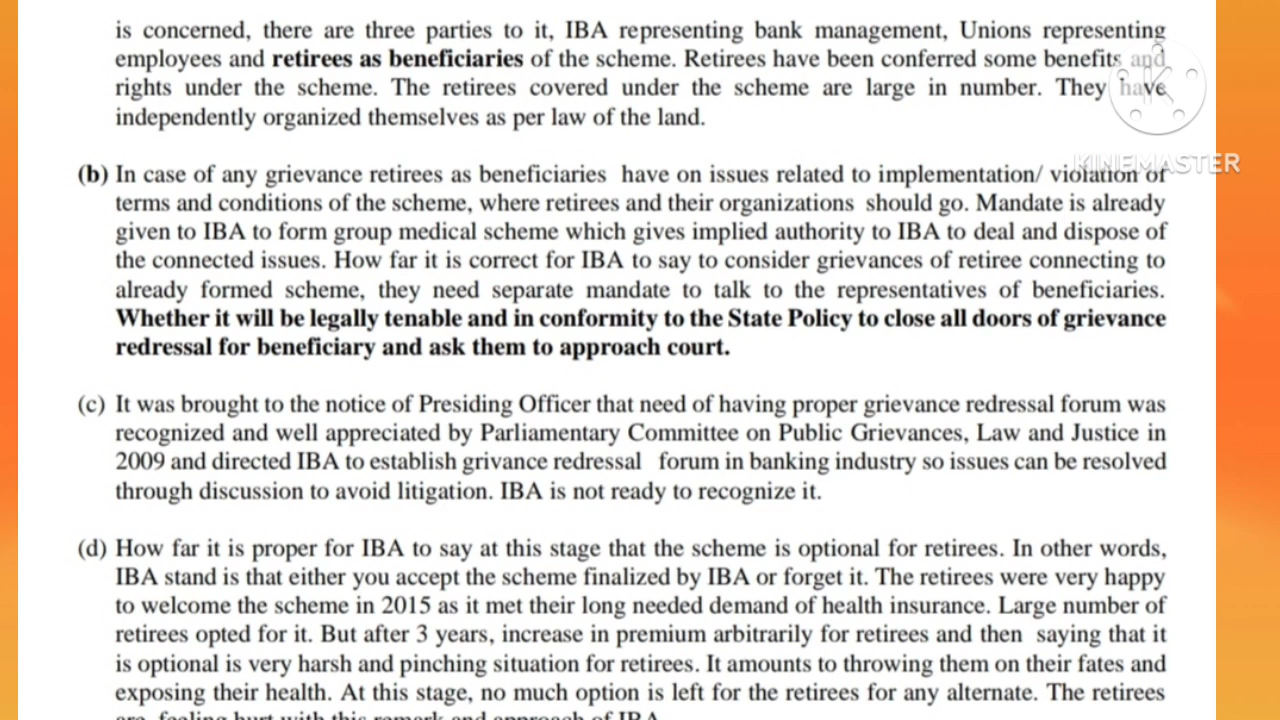 is concerned, there are three parties to it, IBA representing bank management, Unions representing
employees and retirees as beneficiaries of the scheme. Retirees have been conferred some benefits and
rights under the scheme. The retirees covered under the scheme are large in number. They have
independently organized themselves as per law of the land.
KINEMASTER
(b) In case of any grievance retirees as beneficiaries have on issues related to implementation/ violation of
terms and conditions of the scheme, where retirees and their organizations should go. Mandate is already
given to IBA to form group medical scheme which gives implied authority to IBA to deal and dispose of
the connected issues. How far it is correct for IBA to say to consider grievances of retiree connecting to
already formed scheme, they need separate mandate to talk to the representatives of beneficiaries.
Whether it will be legally tenable and in conformity to the State Policy to close all doors of grievance
redressal for beneficiary and ask them to approach court.
(c) It was brought to the notice of Presiding Officer that need of having proper grievance redressal forum was
recognized and well appreciated by Parliamentary Committee on Public Grievances, Law and Justice in
2009 and directed IBA to establish grivance redressal forum in banking industry so issues can be resolved
through discussion to avoid litigation. IBA is not ready to recognize it.
(d) How far it is proper for IBA to say at this stage that the scheme is optional for retirees. In other words,
IBA stand is that either you accept the scheme finalized by IBA or forget it. The retirees were very happy
to welcome the scheme in 2015 as it met their long needed demand of health insurance. Large number of
retirees opted for it. But after 3 years, increase in premium arbitrarily for retirees and then saying that it
is optional is very harsh and pinching situation for retirees. It amounts to throwing them on their fates and
exposing their health. At this stage, no much option is left for the retirees for any alternate. The retirees
are feeling hurt with this remark and approach of IBA